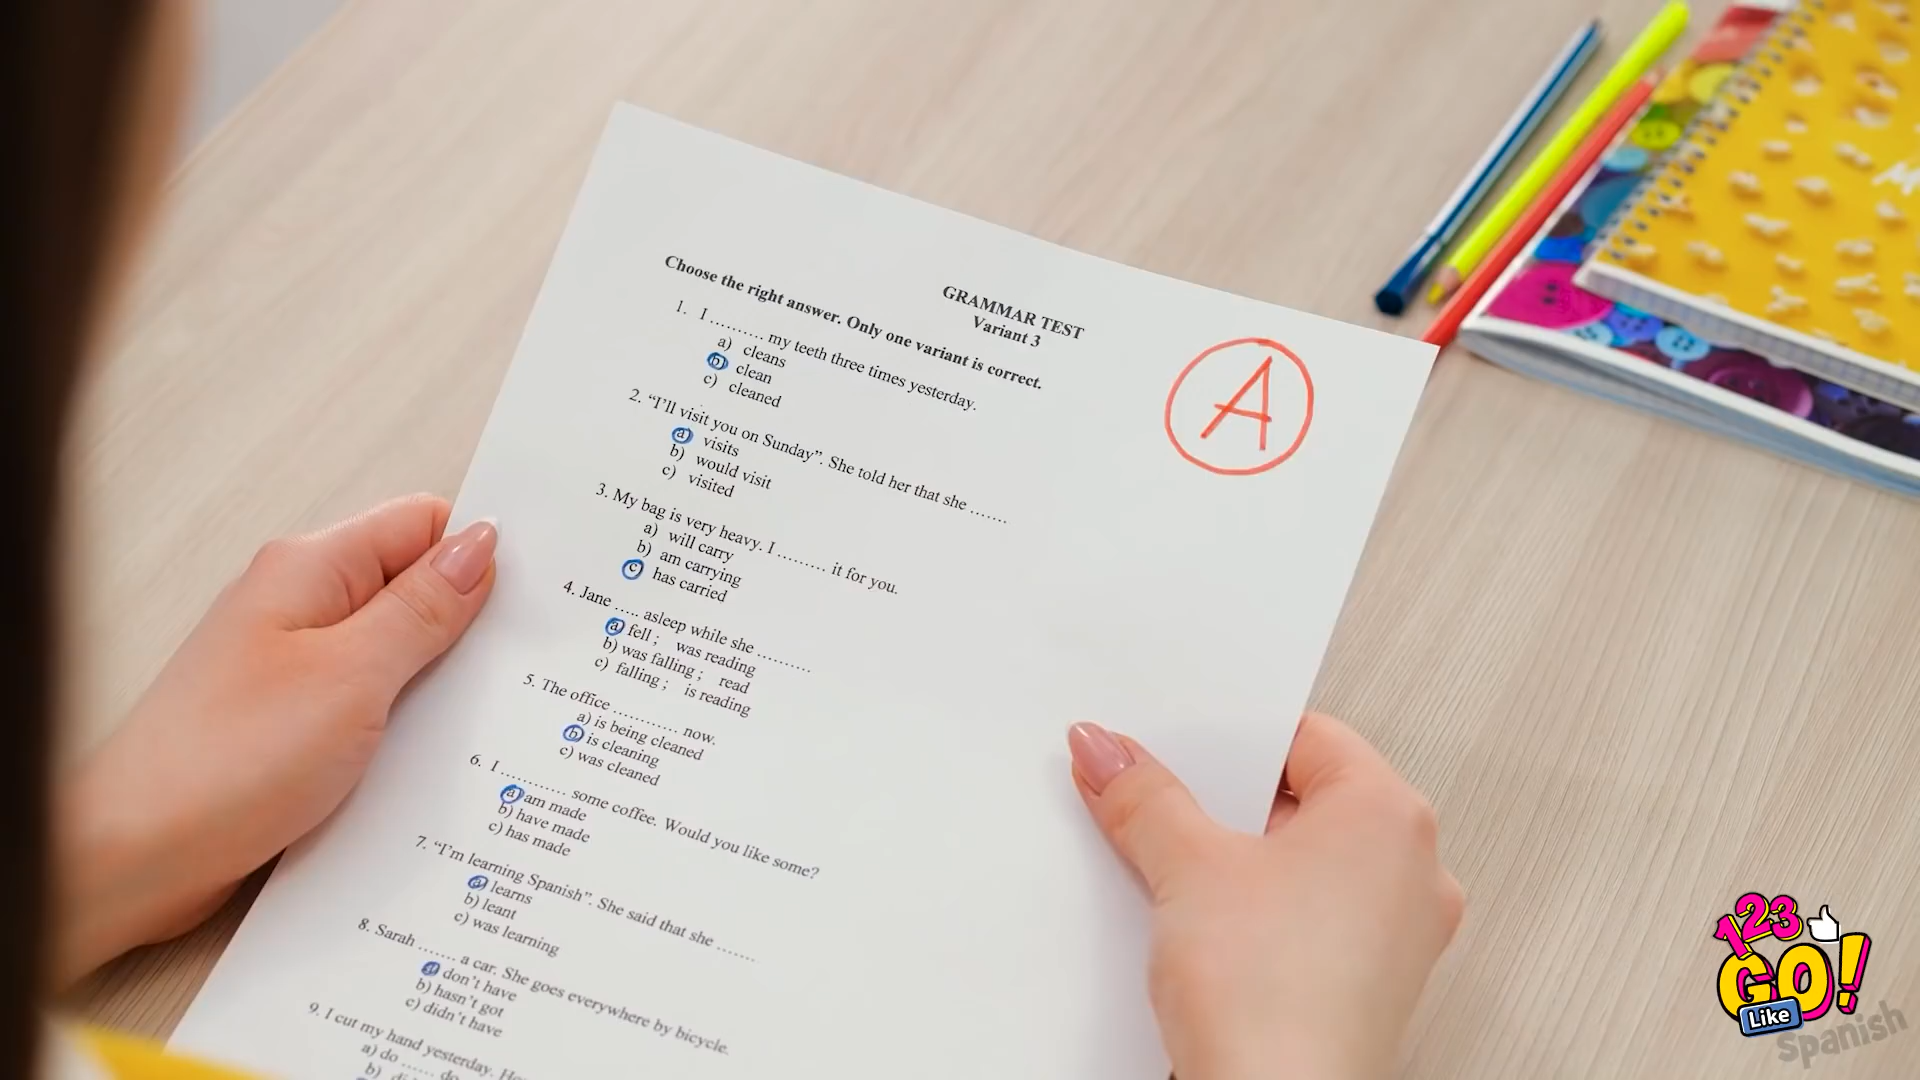 GRAMMAR TEST
Variant 3
Choose the right answer. Only one variant is correct.
1. I .......... my teeth three times yesterday.
a) cleans
b) clean
c) cleaned
2. “I’ll visit you on Sunday”. She told her that she .......
a) visits
b) would visit
c) visited
3. My bag is very heavy. I ......... it for you.
a) will carry
b) am carrying
c) has carried
4. Jane ..... asleep while she ..........
a) fell ; was reading
b) was falling ; read
c) falling ; is reading
5. The office ............ now.
a) is being cleaned
b) is cleaning
c) was cleaned
6. I ............ some coffee. Would you like some?
a) am made
b) have made
c) has made
7. “I’m learning Spanish”. She said that she .......
a) learns
b) leant
c) was learning
8. Sarah ...... a car. She goes everywhere by bicycle.
a) don’t have
b) hasn’t got
c) didn’t have
9. I cut my hand yesterday.
a) do ...... do
b)
A
123
GO!
Like
Spanish